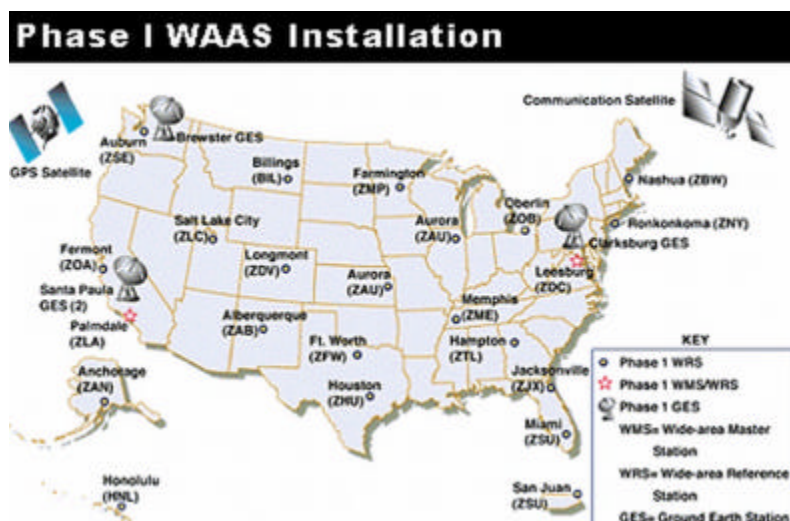 Phase I WAAS Installation
Communication Satellite
GPS Satellite
Auburn
(ZSE)
Brewster GES
Billings
(BIL)
Farmington
(ZMP)
Nashua (ZBW)
Oberlin
(ZOB)
Ronkonkoma (ZNY)
Salt Lake City
(ZLC)
Aurora
(ZAU)
Clarksburg GES
Fermont
(ZOA)
Longmont
(ZDV)
Aurora
(ZAU)
Leesburg
(ZDC)
Santa Paula
GES (2)
Palmdale
(ZLA)
Alberquerque
(ZAB)
Memphis
(ZME)
Ft. Worth
(ZFW)
Hampton
(ZTL)
Anchorage
(ZAN)
Houston
(ZHU)
Jacksonville
(ZJX)
Miami
(ZSU)
Honolulu
(HNL)
San Juan
(ZSU)
KEY
Phase 1 WRS
Phase 1 WMS/WRS
Phase 1 GES
WMS= Wide-area Master
Station
WRS= Wide-area Reference
Station
GES= Ground Earth Station